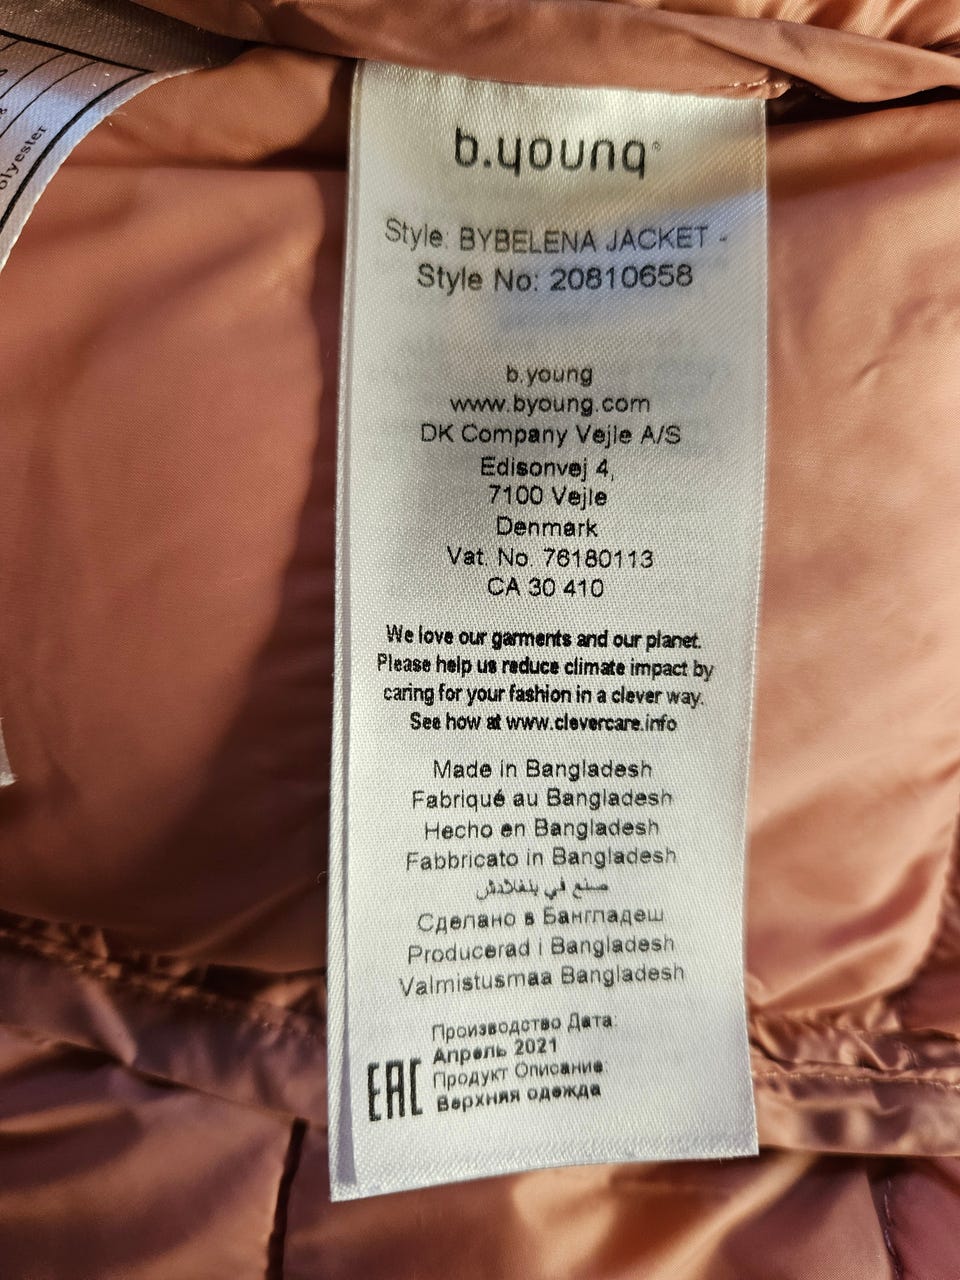 b.young®
Style: BYBELENA JACKET -
Style No: 20810658
b.young
www.byoung.com
DK Company Vejle A/S
Edisonvej 4,
7100 Vejle
Denmark
Vat. No. 76180113
CA 30 410
We love our garments and our planet.
Please help us reduce climate impact by
caring for your fashion in a clever way.
See how at www.clevercare.info
Made in Bangladesh
Fabriqué au Bangladesh
Hecho en Bangladesh
Fabbricato in Bangladesh
صنع في بنغلادش
Сделано в Бангладеш
Producerad i Bangladesh
Valmistusmaa Bangladesh
Производство Дата:
Апрель 2021
Продукт Описание:
Верхняя одежда
EAC
olyester